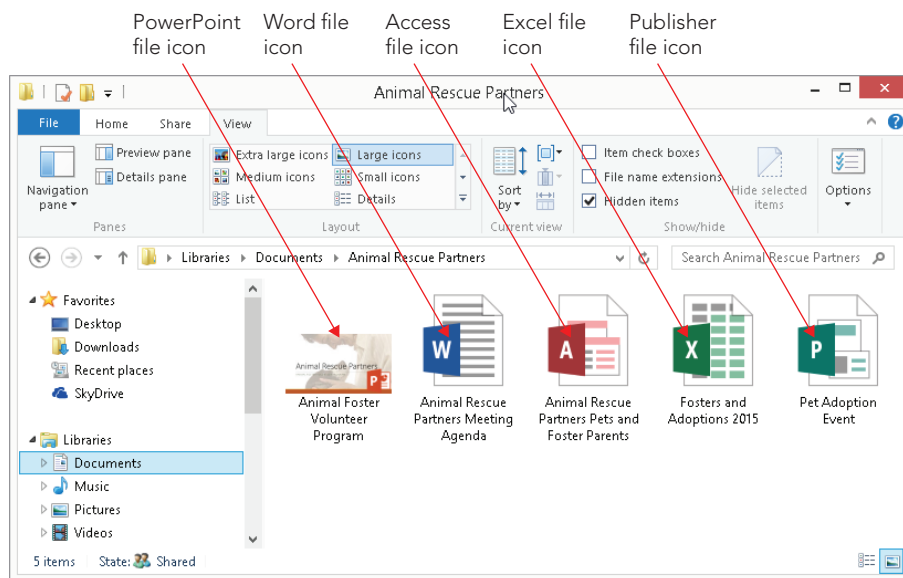 PowerPoint file icon
Word file icon
Access file icon
Excel file icon
Publisher file icon
Animal Rescue Partners
File Home Share View
Navigation pane
Preview pane
Details pane
Panes
Extra large icons Large icons
Medium icons Small icons
List Details
Layout
Sort by
Current view
Item check boxes
File name extensions
Hidden items
Hide selected items
Show/hide
Options
Libraries Documents Animal Rescue Partners
Search Animal Rescue Partners
Favorites
Desktop
Downloads
Recent places
SkyDrive
Libraries
Documents
Music
Pictures
Videos
Animal Rescue Partners
P
Animal Foster
Volunteer
Program
W
Animal Rescue
Partners Meeting
Agenda
A
Animal Rescue
Partners Pets and
Foster Parents
X
Fosters and
Adoptions 2015
P
Pet Adoption
Event
5 items State: Shared